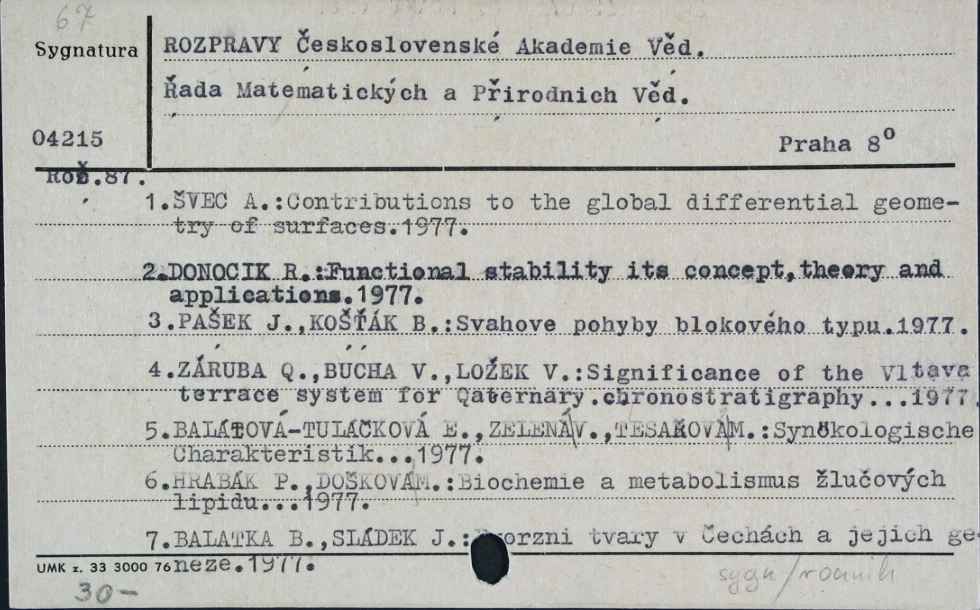 67
Sygnatura
ROZPRAVY Československé Akademie Věd.
Řada Matematických a Přirodnich Věd.
04215
Praha 8°
Roč.87.
1.ŠVEC A.:Contributions to the global differential geome-
try of surfaces.1977.
2.DONOCIK R.:Functional stability its concept,theory and
applications.1977.
3.PAŠEK J.,KOŠŤÁK B.:Svahove pohyby blokového typu.1977.
4.ZÁRUBA Q.,BUCHA V.,LOŽEK V.:Significance of the Vltava
terrace system for Qaternary.chronostratigraphy...1977.
5.BALÁTOVÁ-TULÁČKOVÁ E.,ZELENÁ V.,TESAŘOVÁ M.:Synökologische
Charakteristik...1977.
6.HRABÁK P.,DOŠKOVÁ M.:Biochemie a metabolismus žlučových
lipidu...1977.
7.BALATKA B.,SLÁDEK J.: tvary v Čechách a jejich ge-
neze.1977.
UMK z. 33 3000 76
30-
sygn/rocznik